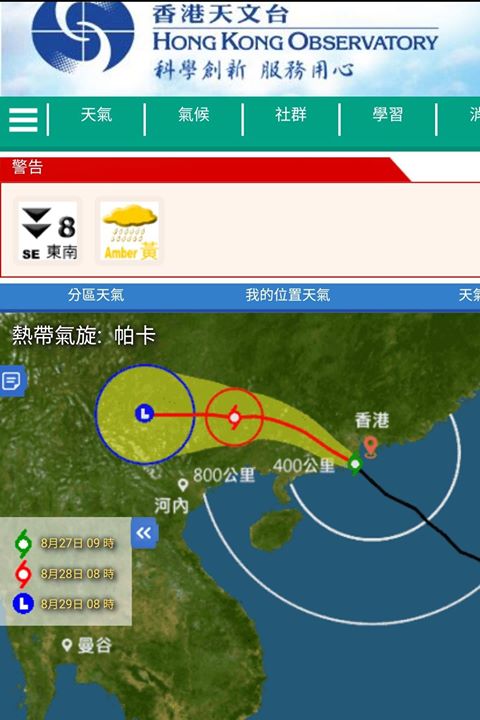 香港天文台
HONG KONG OBSERVATORY
科學創新 服務用心
天氣 氣候 社群 學習
警告
8
SE 東南
Amber 黃
分區天氣 我的位置天氣 天氣
熱帶氣旋: 帕卡
L
香港
400公里
800公里
河內
8月27日 09 時
8月28日 08 時
L 8月29日 08 時
曼谷